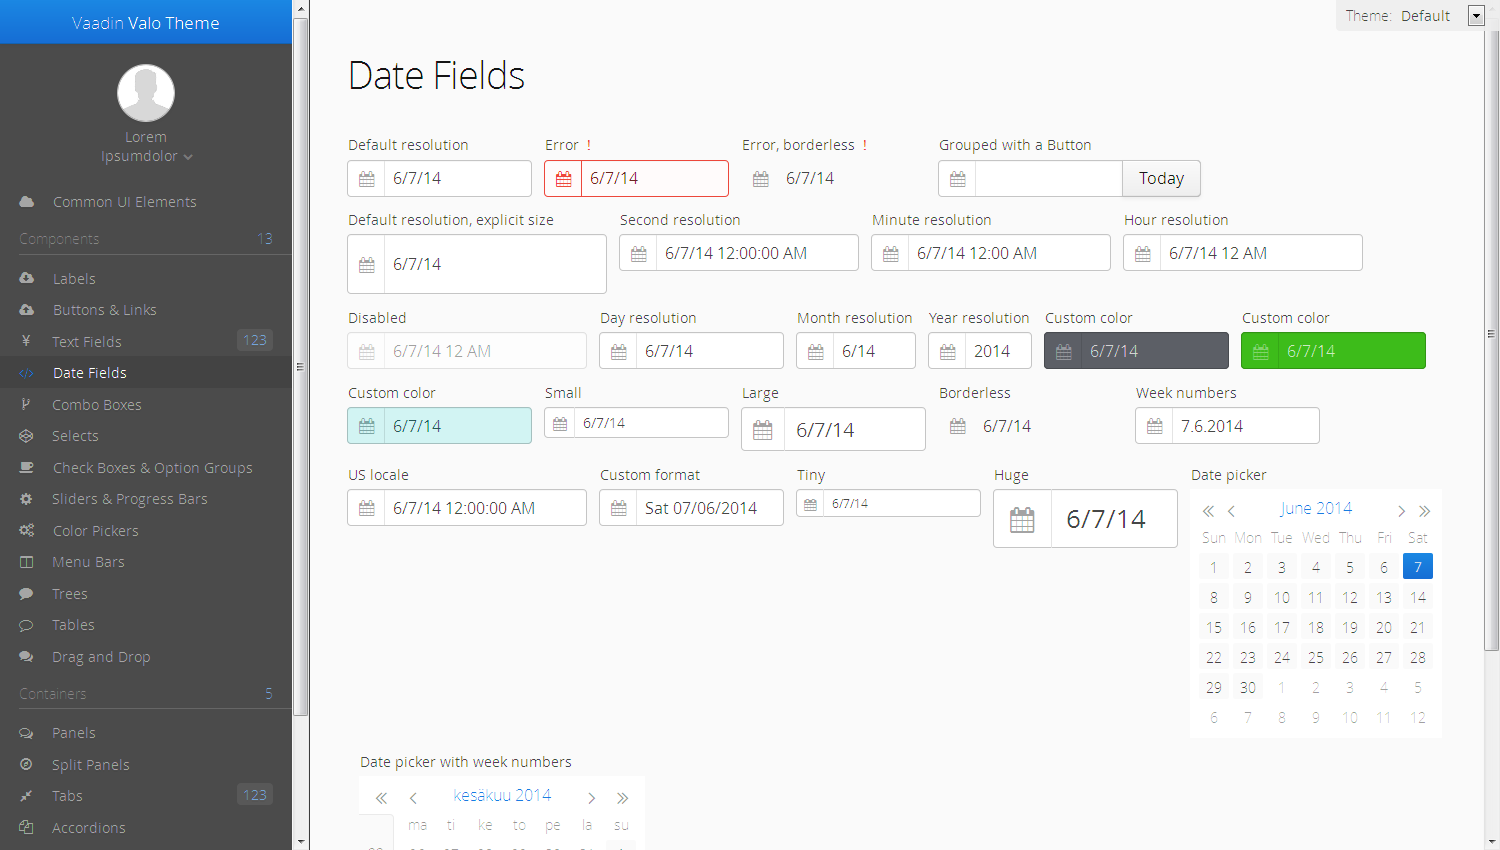 Vaadin Valo Theme
Lorem
Ipsumdolor
Common UI Elements
Components 13
Labels
Buttons & Links
Text Fields 123
Date Fields
Combo Boxes
Selects
Check Boxes & Option Groups
Sliders & Progress Bars
Color Pickers
Menu Bars
Trees
Tables
Drag and Drop
Containers 5
Panels
Split Panels
Tabs 123
Accordions
Theme: Default
Date Fields
Default resolution Error ! Error, borderless ! Grouped with a Button
6/7/14 6/7/14 6/7/14 Today
Default resolution, explicit size Second resolution Minute resolution Hour resolution
6/7/14 6/7/14 12:00:00 AM 6/7/14 12:00 AM 6/7/14 12 AM
Disabled Day resolution Month resolution Year resolution Custom color Custom color
6/7/14 12 AM 6/7/14 6/14 2014 6/7/14 6/7/14
Custom color Small Large Borderless Week numbers
6/7/14 6/7/14 6/7/14 6/7/14 7.6.2014
US locale Custom format Tiny Huge Date picker
6/7/14 12:00:00 AM Sat 07/06/2014 6/7/14 6/7/14
June 2014
Sun Mon Tue Wed Thu Fri Sat
1 2 3 4 5 6 7
8 9 10 11 12 13 14
15 16 17 18 19 20 21
22 23 24 25 26 27 28
29 30 1 2 3 4 5
6 7 8 9 10 11 12
Date picker with week numbers
kesäkuu 2014
ma ti ke to pe la su